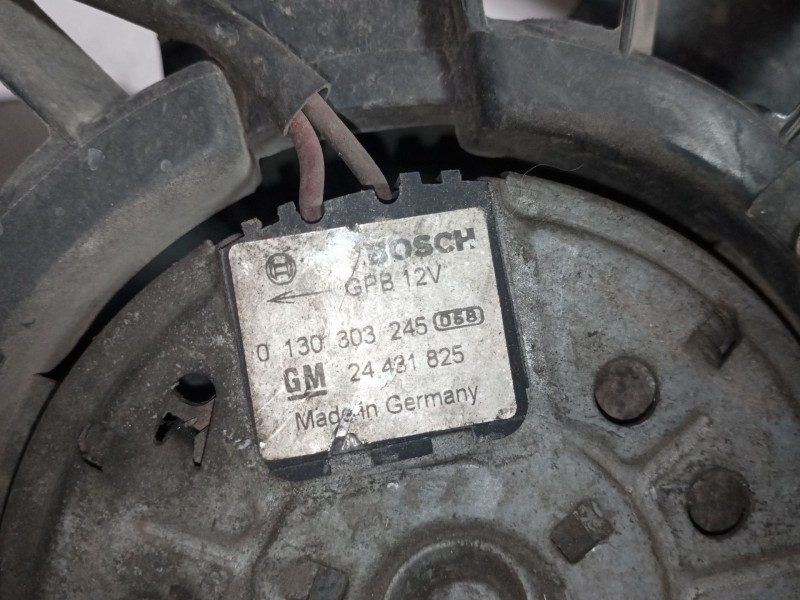 BOSCH
GPB 12V
0 130 303 245 058
GM 24 431 825
Made in Germany